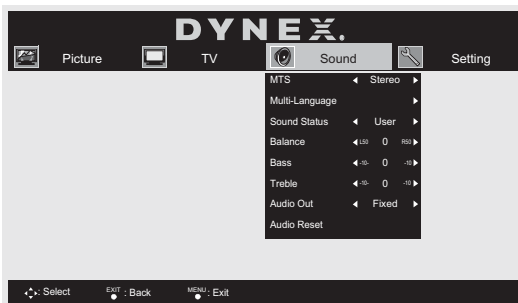 DYNEX.
Picture TV Sound Setting
MTS Stereo
Multi-Language
Sound Status User
Balance L50 0 R50
Bass -10- 0 -10
Treble -10- 0 -10
Audio Out Fixed
Audio Reset
: Select EXIT : Back MENU : Exit